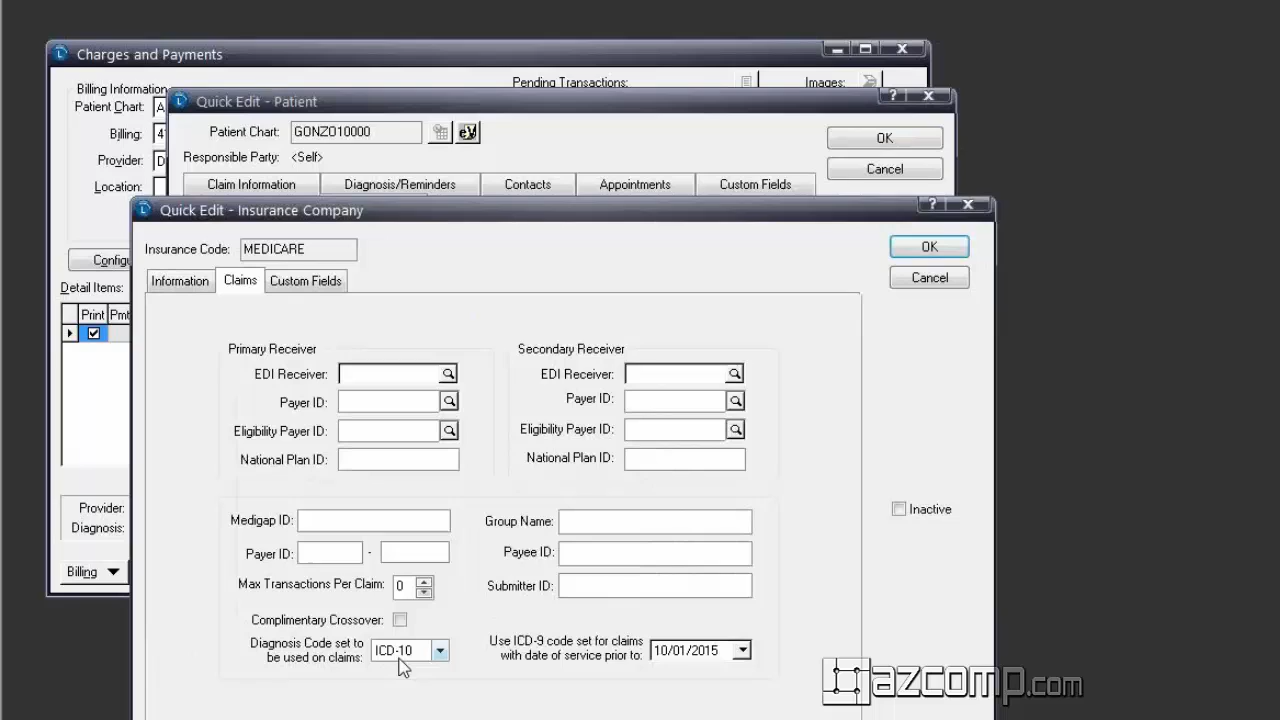 Charges and Payments
Pending Transactions:
Images:
Billing Information
Patient Chart:
Billing:
Provider:
Location:
Detail Items:
Print
Provider:
Diagnosis:
Billing
Quick Edit - Patient
Patient Chart: GONZO10000
Responsible Party: <Self>
OK
Cancel
Claim Information
Diagnosis/Reminders
Contacts
Appointments
Custom Fields
Quick Edit - Insurance Company
Insurance Code: MEDICARE
OK
Cancel
Information
Claims
Custom Fields
Primary Receiver
EDI Receiver:
Payer ID:
Eligibility Payer ID:
National Plan ID:
Secondary Receiver
EDI Receiver:
Payer ID:
Eligibility Payer ID:
National Plan ID:
Medigap ID:
Payer ID: -
Max Transactions Per Claim: 0
Complimentary Crossover:
Diagnosis Code set to
be used on claims: ICD-10
Group Name:
Payee ID:
Submitter ID:
Use ICD-9 code set for claims
with date of service prior to: 10/01/2015
Inactive
azcomp.com